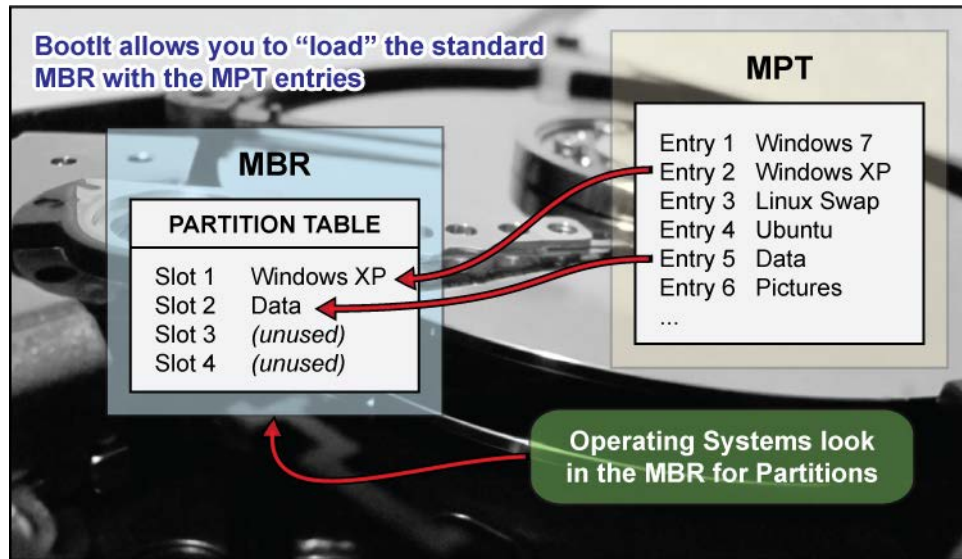 BootIt allows you to “load” the standard
MBR with the MPT entries
MBR
PARTITION TABLE
Slot 1 Windows XP
Slot 2 Data
Slot 3 (unused)
Slot 4 (unused)
MPT
Entry 1 Windows 7
Entry 2 Windows XP
Entry 3 Linux Swap
Entry 4 Ubuntu
Entry 5 Data
Entry 6 Pictures
...
Operating Systems look
in the MBR for Partitions